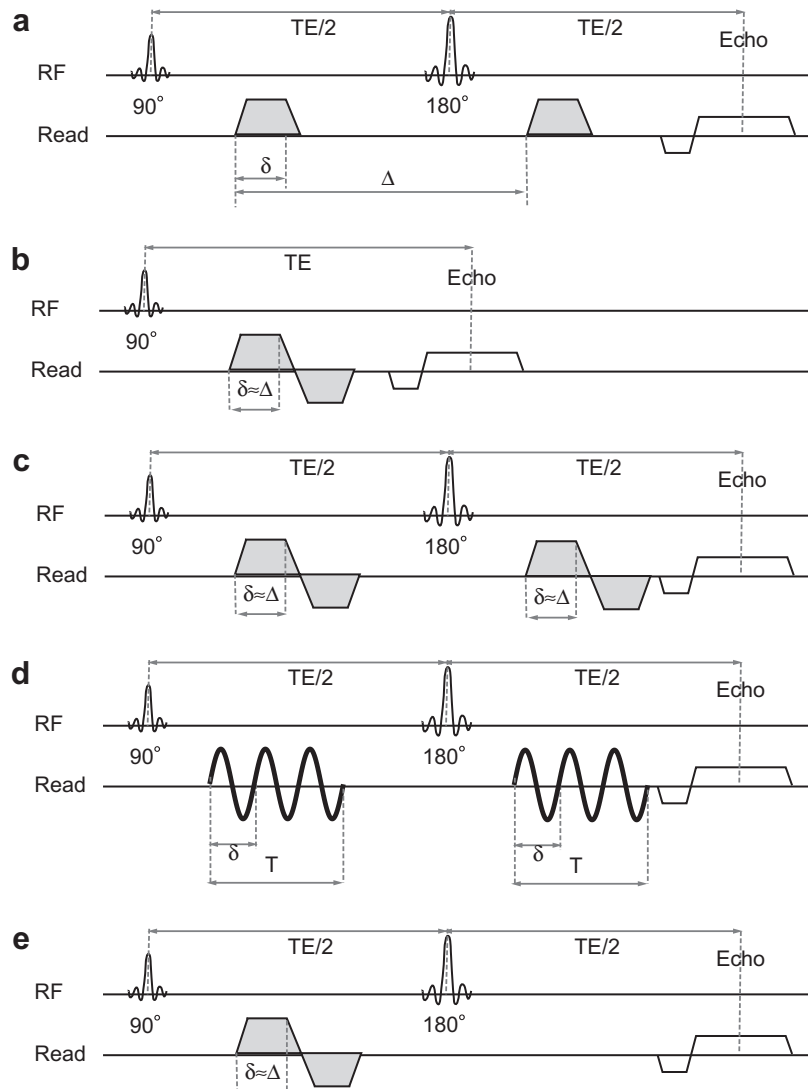 a
TE/2 TE/2
Echo
RF
90° 180°
Read
δ
Δ
b
TE
Echo
RF
90°
Read
δ≈Δ
c
TE/2 TE/2
Echo
RF
90° 180°
Read
δ≈Δ δ≈Δ
d
TE/2 TE/2
Echo
RF
90° 180°
Read
δ δ
T T
e
TE/2 TE/2
Echo
RF
90° 180°
Read
δ≈Δ